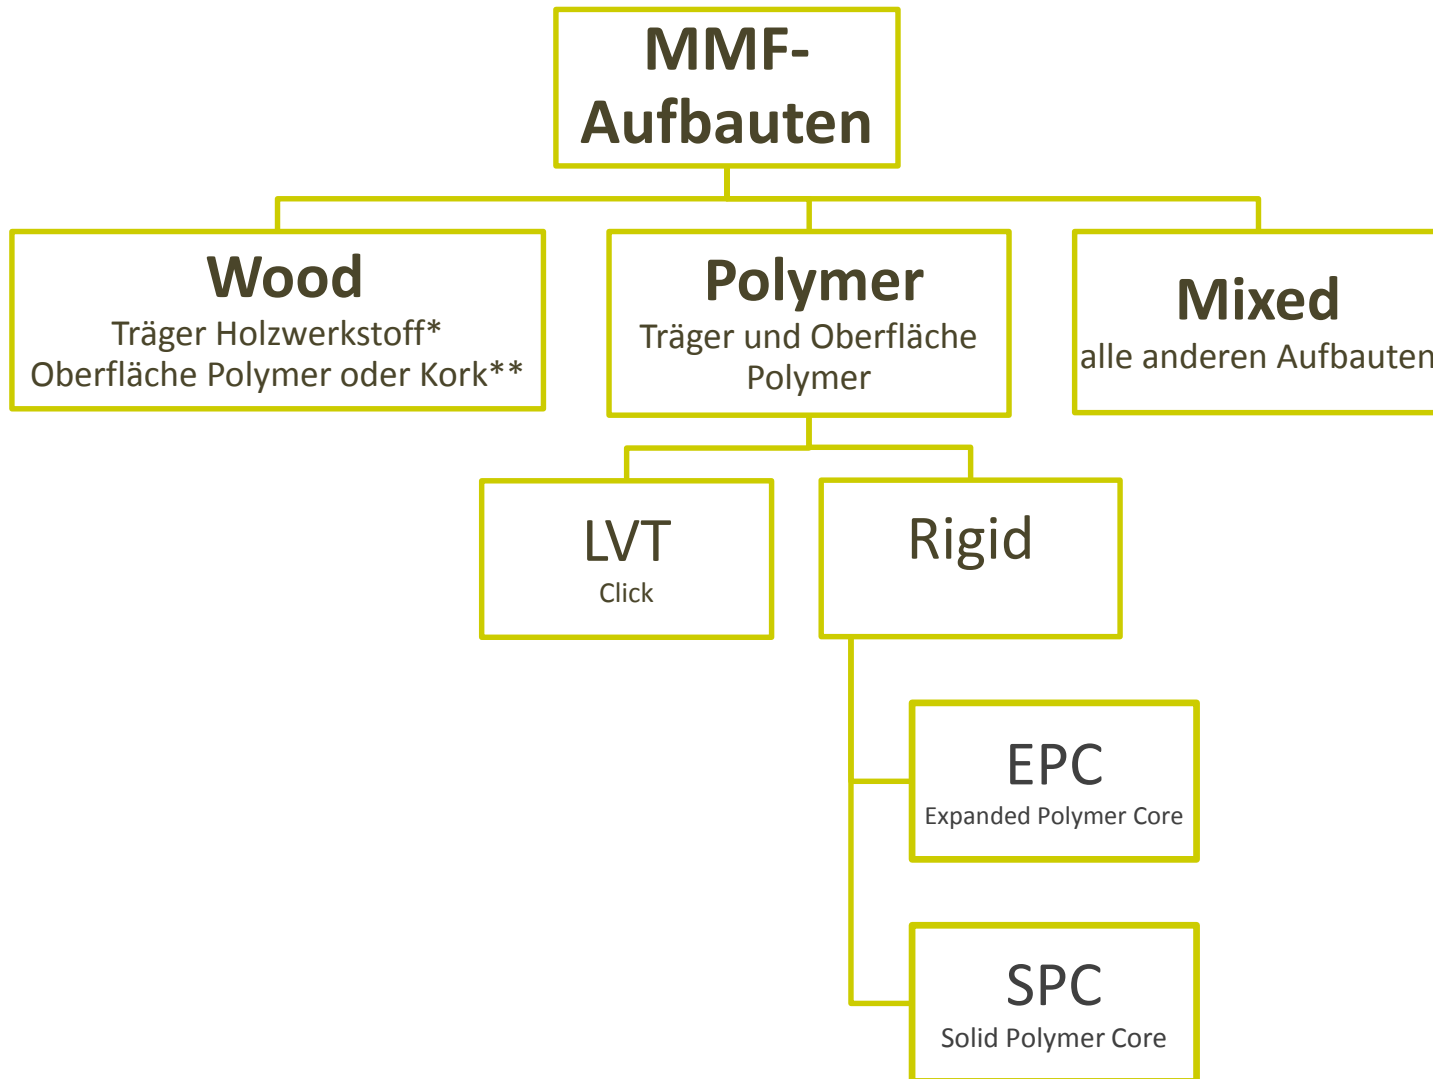 MMF-
Aufbauten
Wood
Träger Holzwerkstoff*
Oberfläche Polymer oder Kork**
Polymer
Träger und Oberfläche
Polymer
Mixed
alle anderen Aufbauten
LVT
Click
Rigid
EPC
Expanded Polymer Core
SPC
Solid Polymer Core